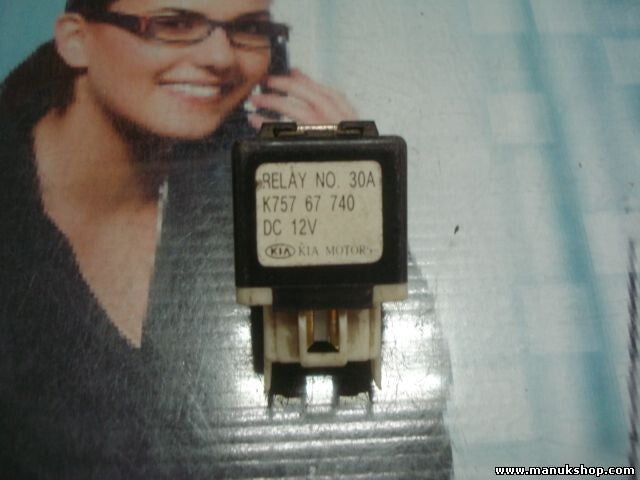 RELAY NO. 30A
K757 67 740
DC 12V
KIA KIA MOTORS
www.manukshop.com